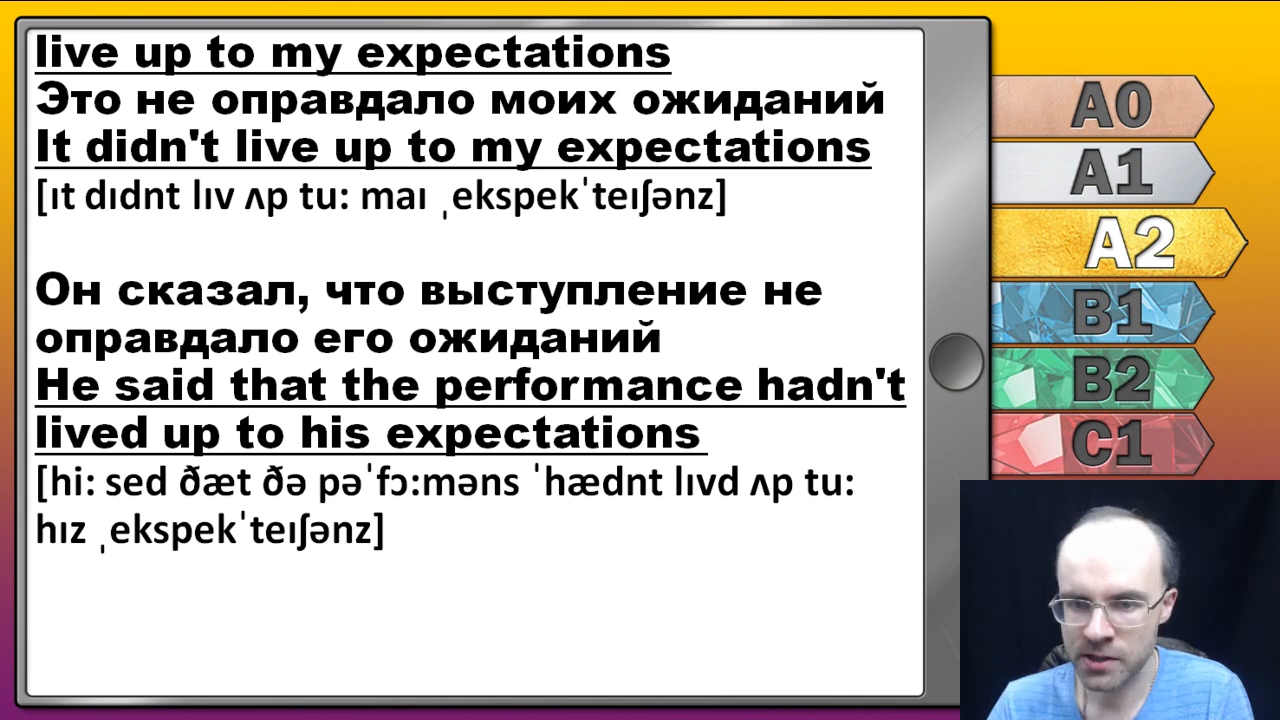 live up to my expectations
Это не оправдало моих ожиданий
It didn't live up to my expectations
[ɪt dɪdnt lɪv ʌp tu: maɪ ˌekspekˈteɪʃənz]
Он сказал, что выступление не
оправдало его ожиданий
He said that the performance hadn't
lived up to his expectations
[hi: sed ðæt ðə pəˈfɔ:məns ˈhædnt lɪvd ʌp tu:
hɪz ˌekspekˈteɪʃənz]
A0
A1
A2
B1
B2
C1